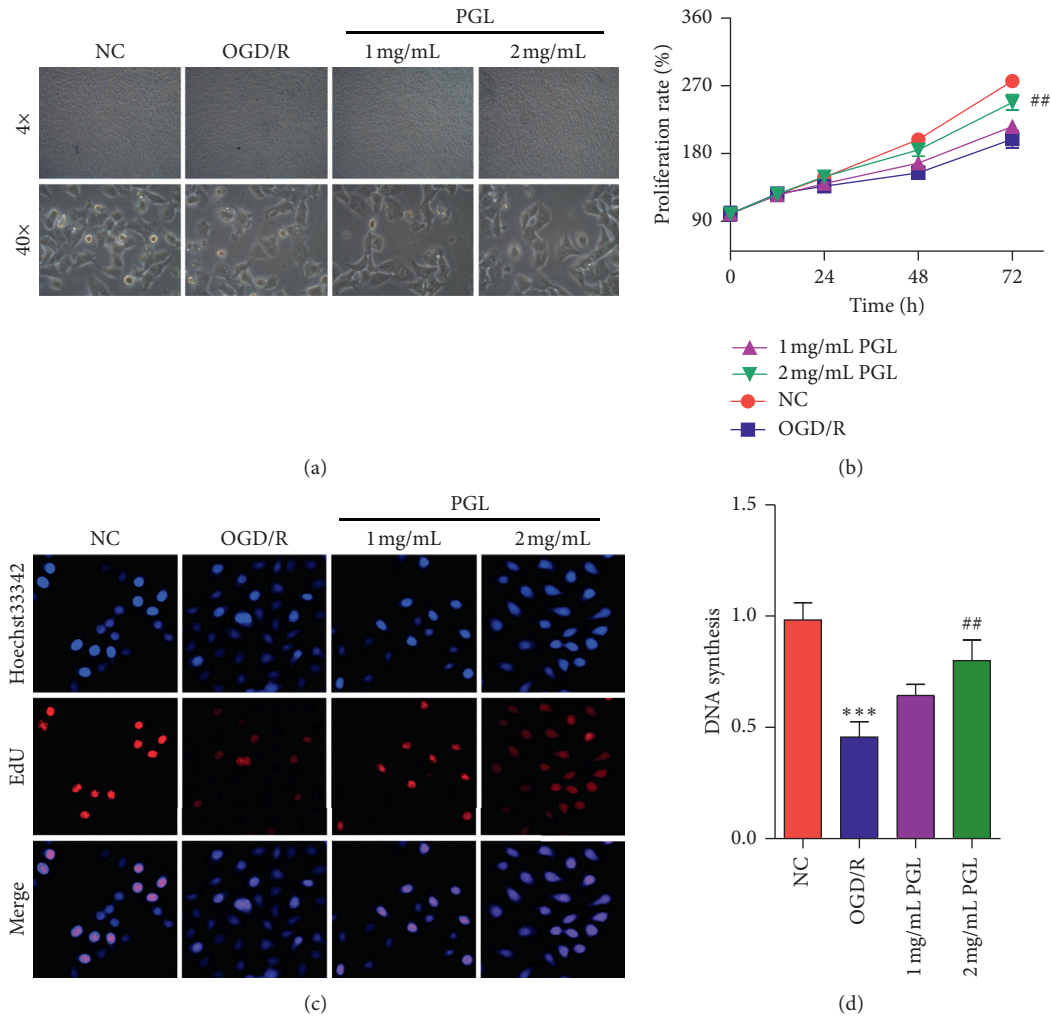 PGL
NC
OGD/R
1 mg/mL
2 mg/mL
4×
40×
(a)
Proliferation rate (%)
360
270
180
90
##
0
24
48
72
Time (h)
1 mg/mL PGL
2 mg/mL PGL
NC
OGD/R
(b)
PGL
NC
OGD/R
1 mg/mL
2 mg/mL
Hoechst33342
EdU
Merge
(c)
DNA synthesis
1.5
1.0
0.5
0.0
***
##
NC
OGD/R
1 mg/mL PGL
2 mg/mL PGL
(d)